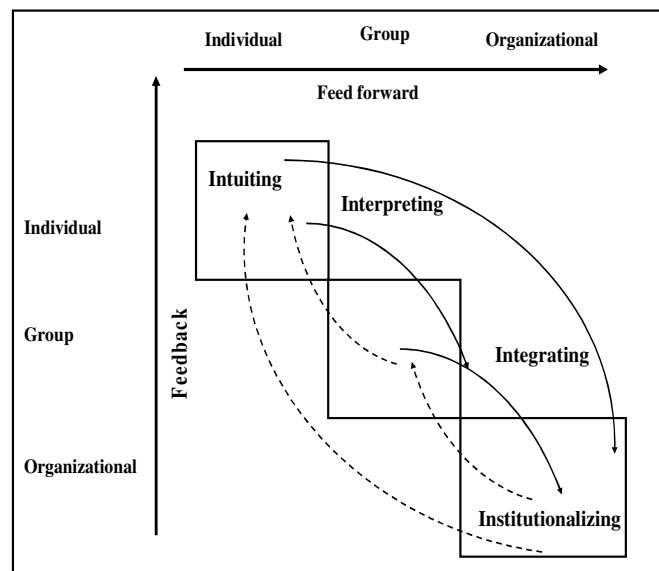 Individual
Group
Organizational
Feed forward
Intuiting
Interpreting
Individual
Group
Feedback
Integrating
Organizational
Institutionalizing